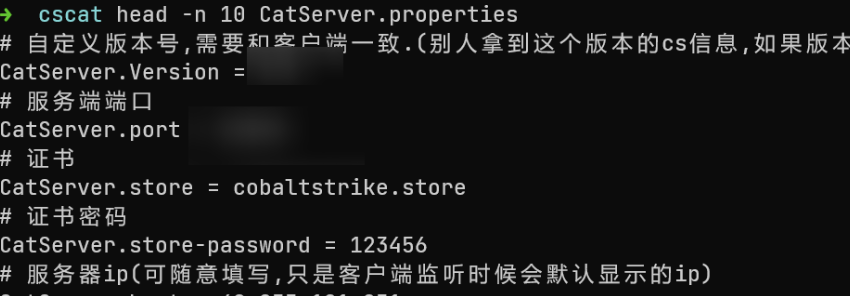 ➜ cscat head -n 10 CatServer.properties
# 自定义版本号,需要和客户端一致.(别人拿到这个版本的cs信息,如果版本
CatServer.Version =
# 服务端端口
CatServer.port
# 证书
CatServer.store = cobaltstrike.store
# 证书密码
CatServer.store-password = 123456
# 服务器ip(可随意填写,只是客户端监听时候会默认显示的ip)